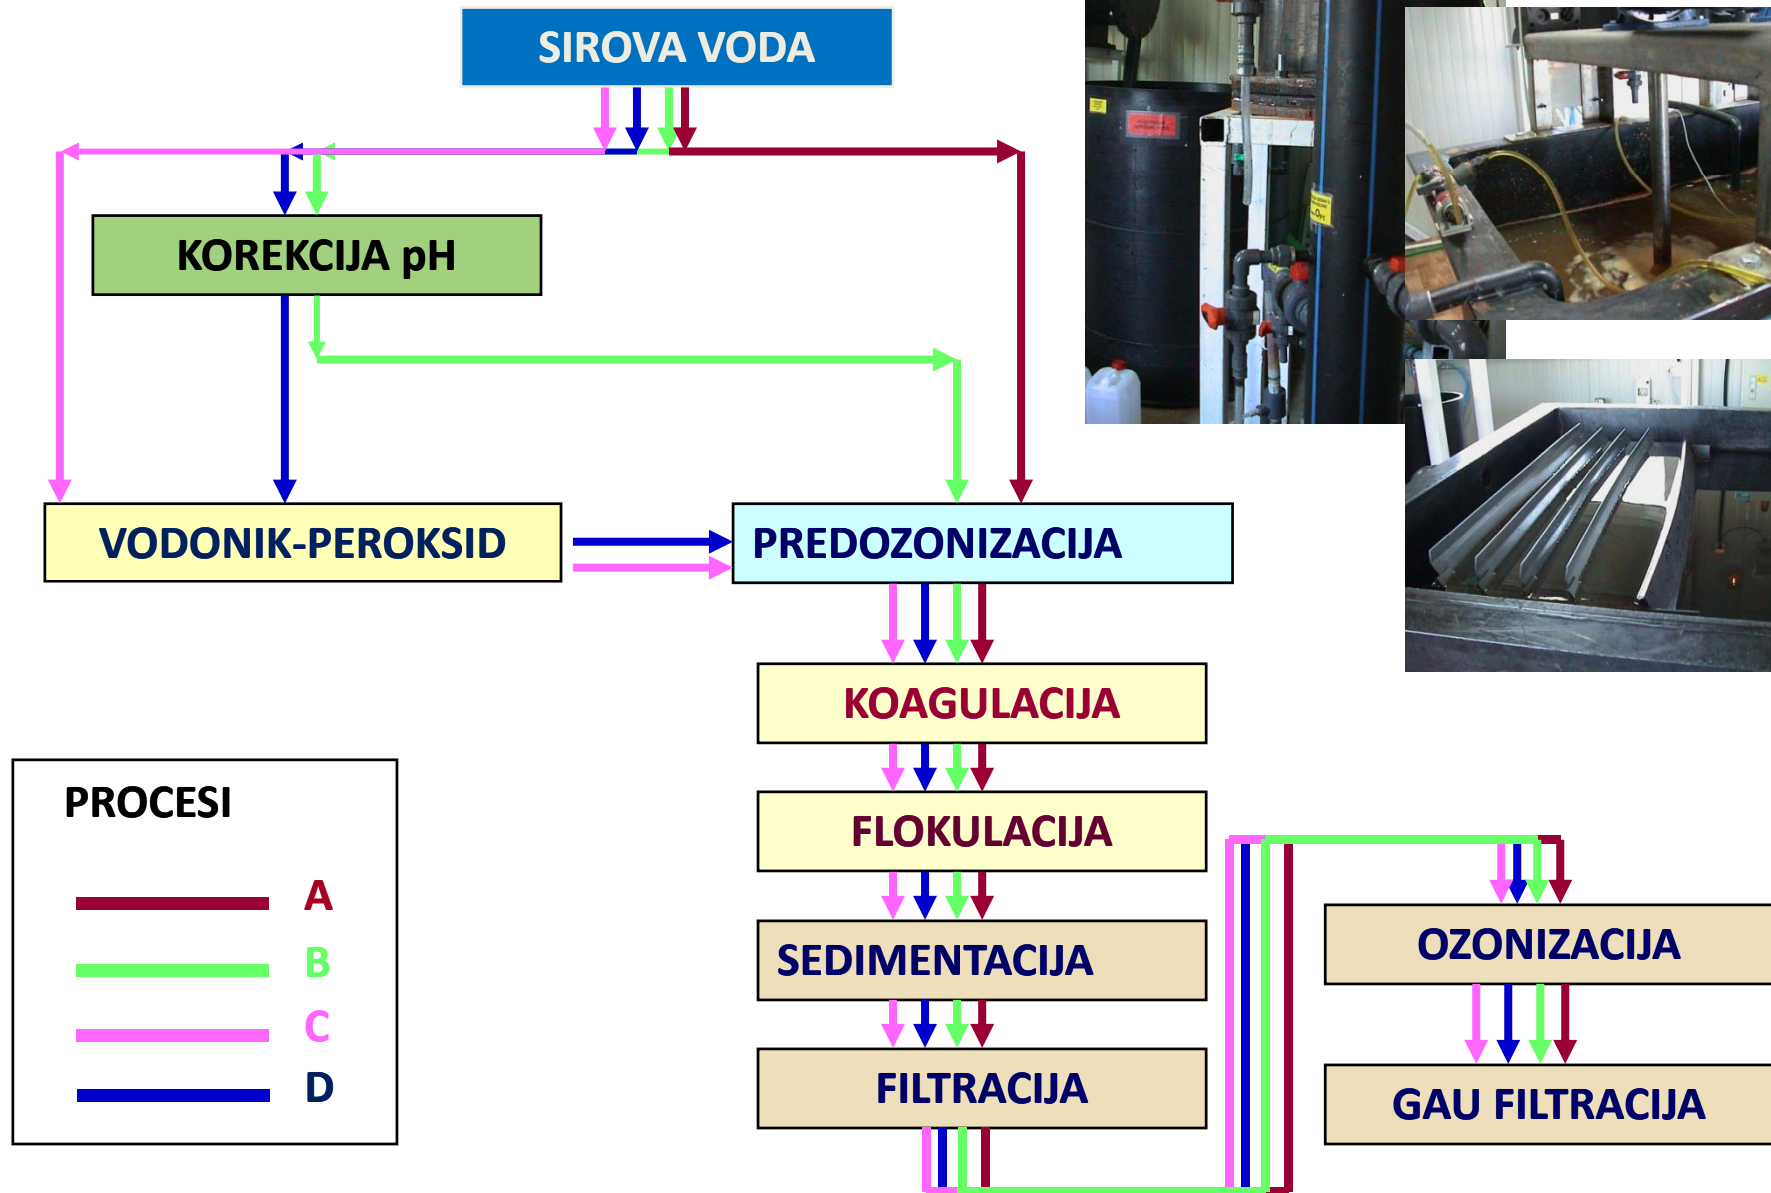 SIROVA VODA
KOREKCIJA pH
VODONIK-PEROKSID
PREDOZONIZACIJA
KOAGULACIJA
FLOKULACIJA
SEDIMENTACIJA
FILTRACIJA
OZONIZACIJA
GAU FILTRACIJA
PROCESI
A
B
C
D